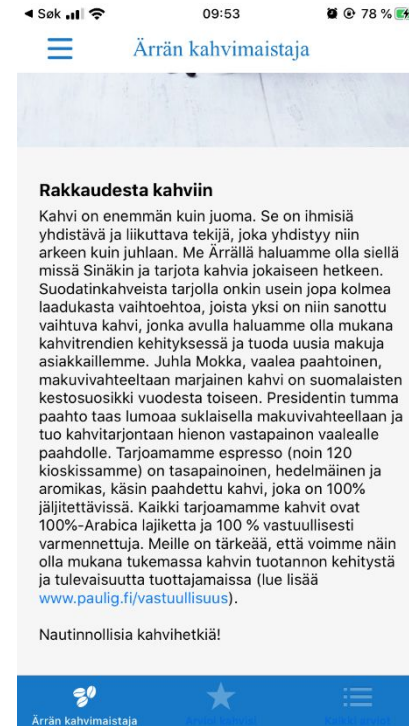 ◀ Søk 09:53 78 %
Ärrän kahvimaistaja
Rakkaudesta kahviin
Kahvi on enemmän kuin juoma. Se on ihmisiä
yhdistävä ja liikuttava tekijä, joka yhdistyy niin
arkeen kuin juhlaan. Me Ärrällä haluamme olla siellä
missä Sinäkin ja tarjota kahvia jokaiseen hetkeen.
Suodatinkahveista tarjolla onkin usein jopa kolmea
laadukasta vaihtoehtoa, joista yksi on niin sanottu
vaihtuva kahvi, jonka avulla haluamme olla mukana
kahvitrendien kehityksessä ja tuoda uusia makuja
asiakkaillemme. Juhla Mokka, vaalea paahtoinen,
makuvivahteeltaan marjainen kahvi on suomalaisten
kestosuosikki vuodesta toiseen. Presidentin tumma
paahto taas lumoaa suklaisella makuvivahteellaan ja
tuo kahvitarjontaan hienon vastapainon vaalealle
paahdolle. Tarjoamamme espresso (noin 120
kioskissamme) on tasapainoinen, hedelmäinen ja
aromikas, käsin paahdettu kahvi, joka on 100%
jäljitettävissä. Kaikki tarjoamamme kahvit ovat
100%-Arabica lajiketta ja 100 % vastuullisesti
varmennettuja. Meille on tärkeää, että voimme näin
olla mukana tukemassa kahvin tuotannon kehitystä
ja tulevaisuutta tuottajamaissa (lue lisää
www.paulig.fi/vastuullisuus).
Nautinnollisia kahvihetkiä!
Ärrän kahvimaistaja